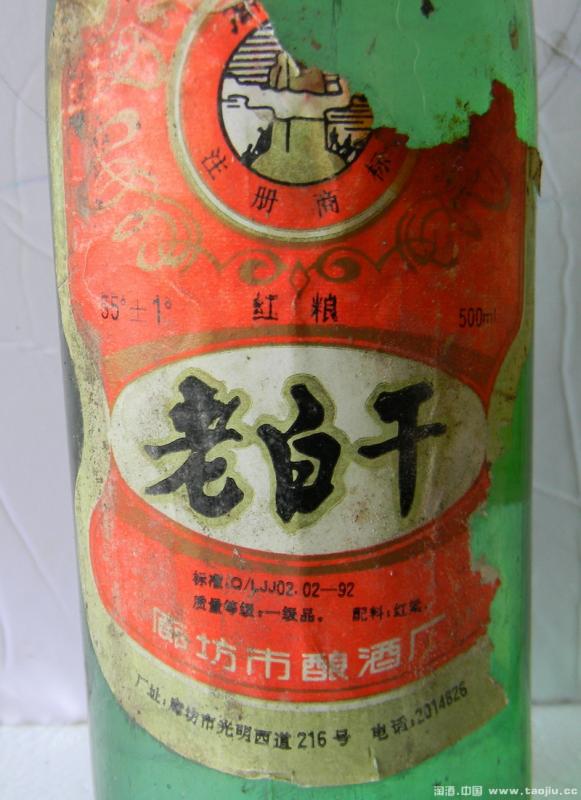 注册商标
55°±1° 红粮 500ml
老白干
标准:Q/LJJ02.02—92
质量等级:一级品。 配料:红粱.
廊坊市酿酒厂
厂址:廊坊市光明西道216号 电话:2014826
淘酒.中国 www.taojiu.cc